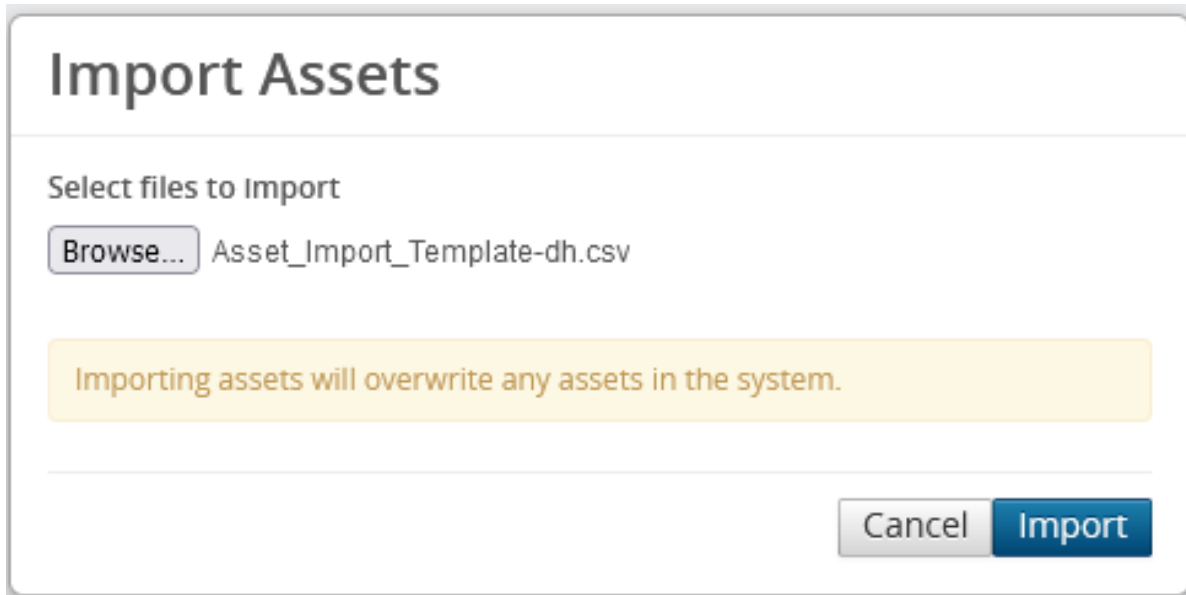 Import Assets
Select files to Import
Browse... Asset_Import_Template-dh.csv
Importing assets will overwrite any assets in the system.
Cancel Import